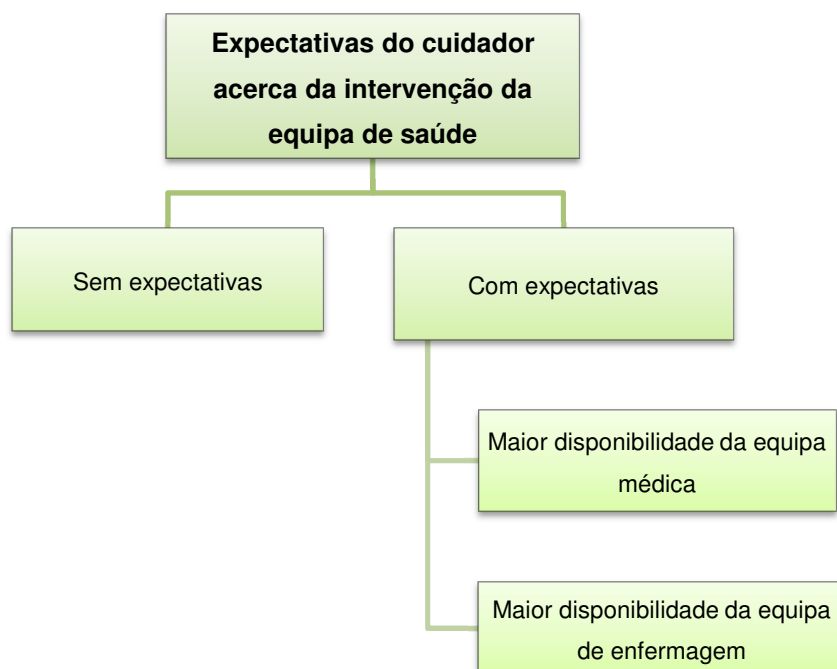 Expectativas do cuidador
acerca da intervenção da
equipa de saúde
Sem expectativas
Com expectativas
Maior disponibilidade da equipa
médica
Maior disponibilidade da equipa
de enfermagem